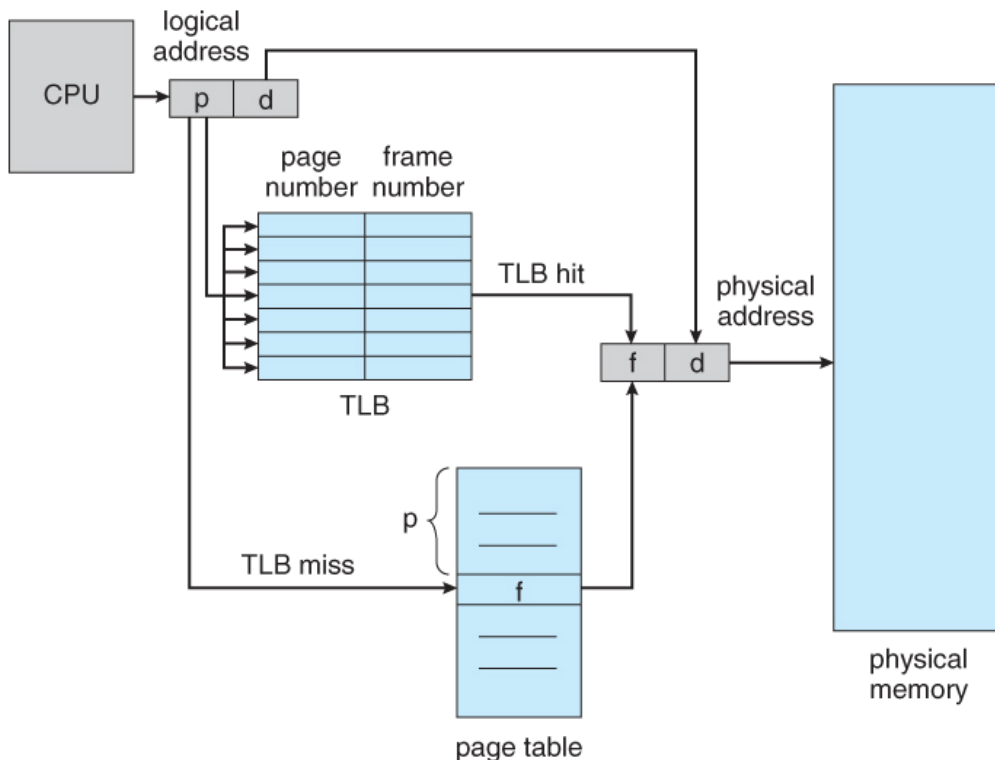 logical
address
CPU
p
d
page
number
frame
number
TLB hit
physical
address
f
d
TLB
p
TLB miss
f
physical
memory
page table